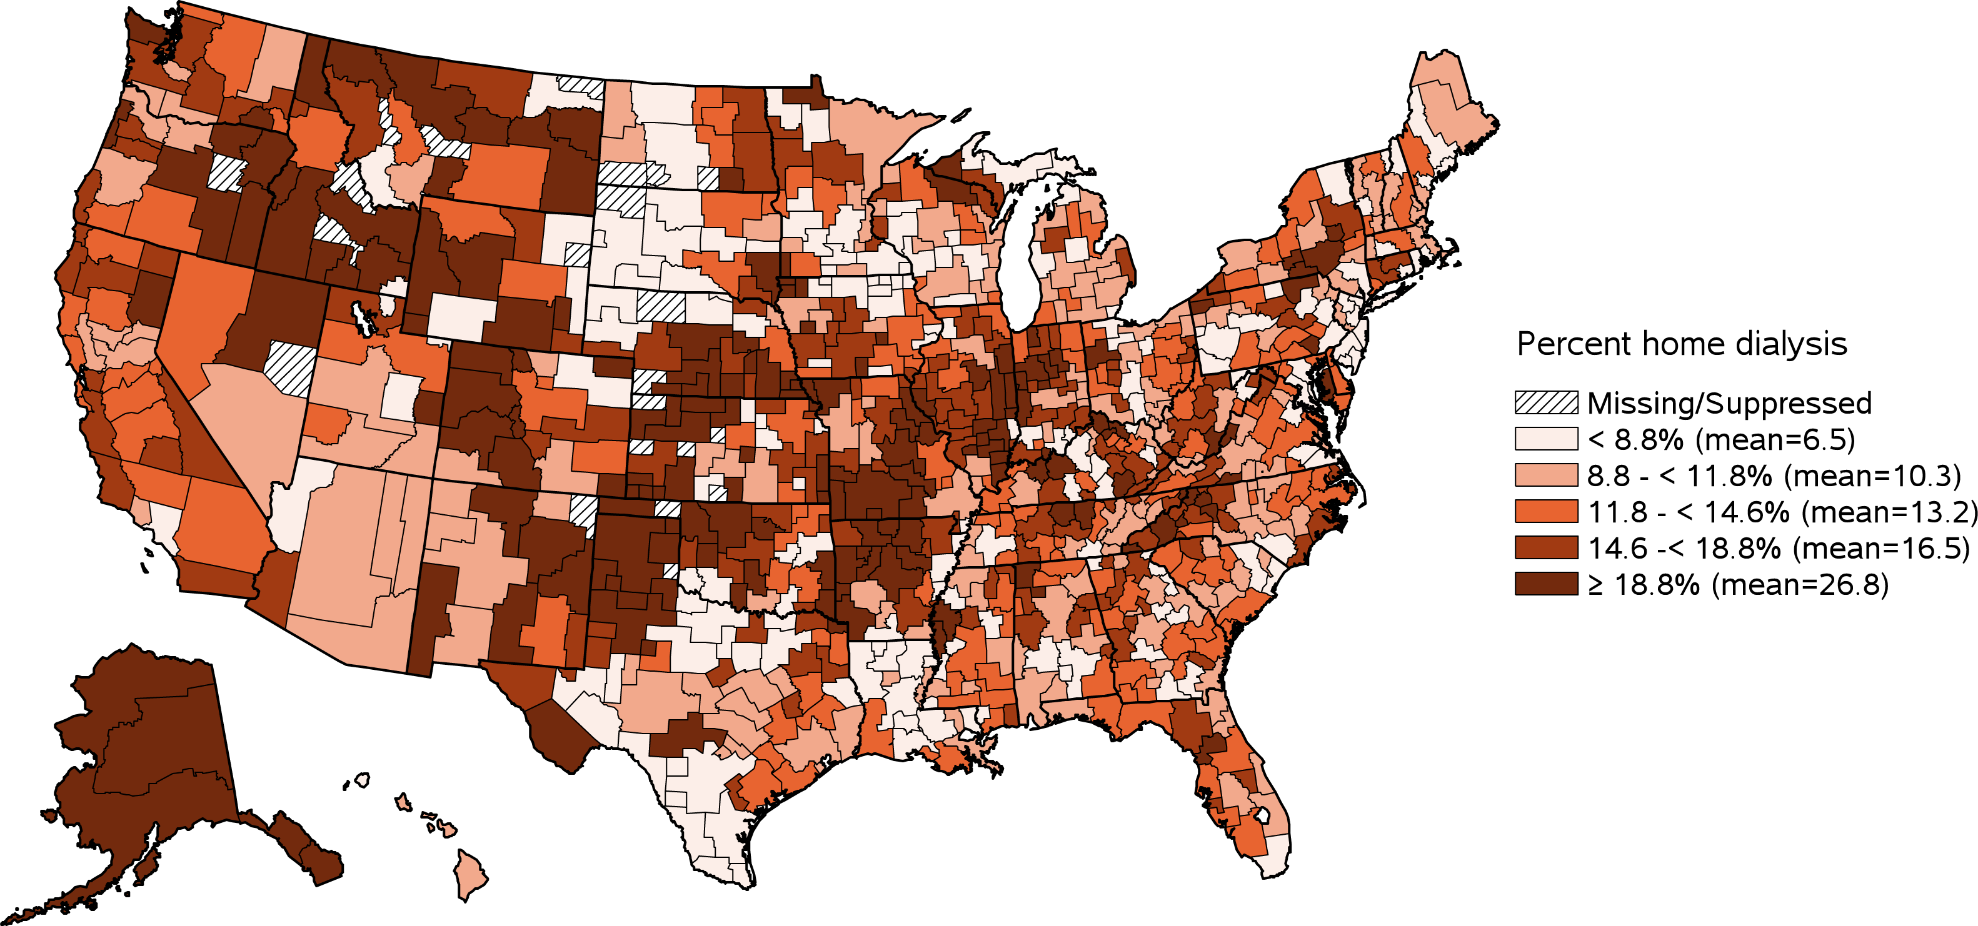 Percent home dialysis
Missing/Suppressed
< 8.8% (mean=6.5)
8.8 - < 11.8% (mean=10.3)
11.8 - < 14.6% (mean=13.2)
14.6 -< 18.8% (mean=16.5)
≥ 18.8% (mean=26.8)